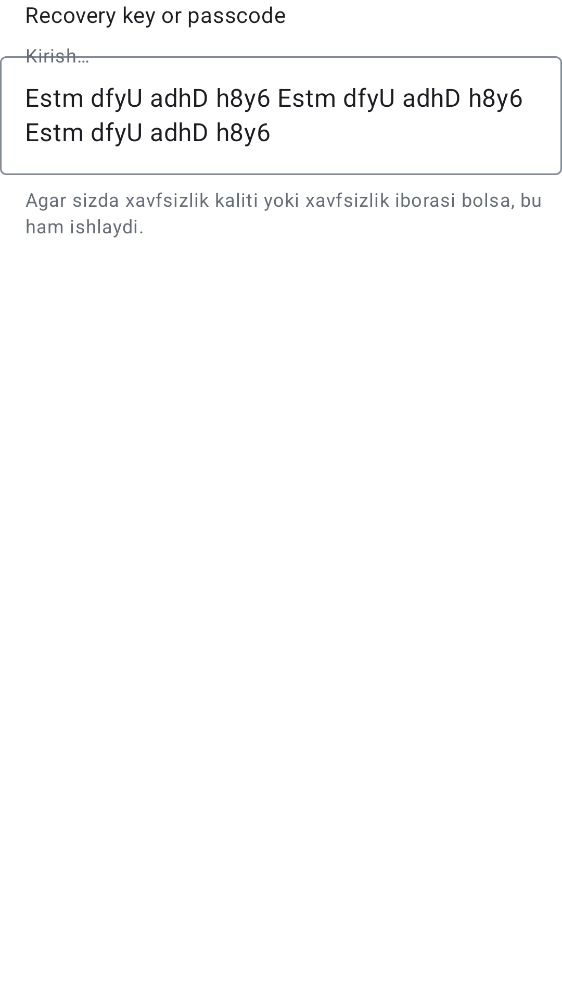 Recovery key or passcode
Kirish…
Estm dfyU adhD h8y6 Estm dfyU adhD h8y6
Estm dfyU adhD h8y6
Agar sizda xavfsizlik kaliti yoki xavfsizlik iborasi bolsa, bu
ham ishlaydi.